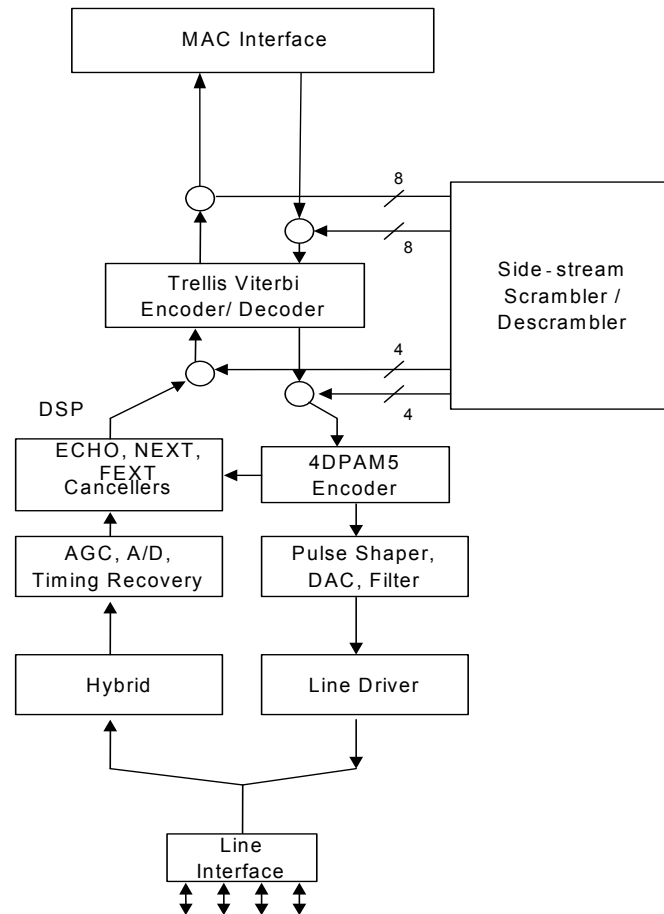 MAC Interface
8
8
Side-stream
Scrambler /
Descrambler
Trellis Viterbi
Encoder/ Decoder
4
4
DSP
ECHO, NEXT,
FEXT
Cancellers
4DPAM5
Encoder
AGC, A/D,
Timing Recovery
Pulse Shaper,
DAC, Filter
Hybrid
Line Driver
Line
Interface